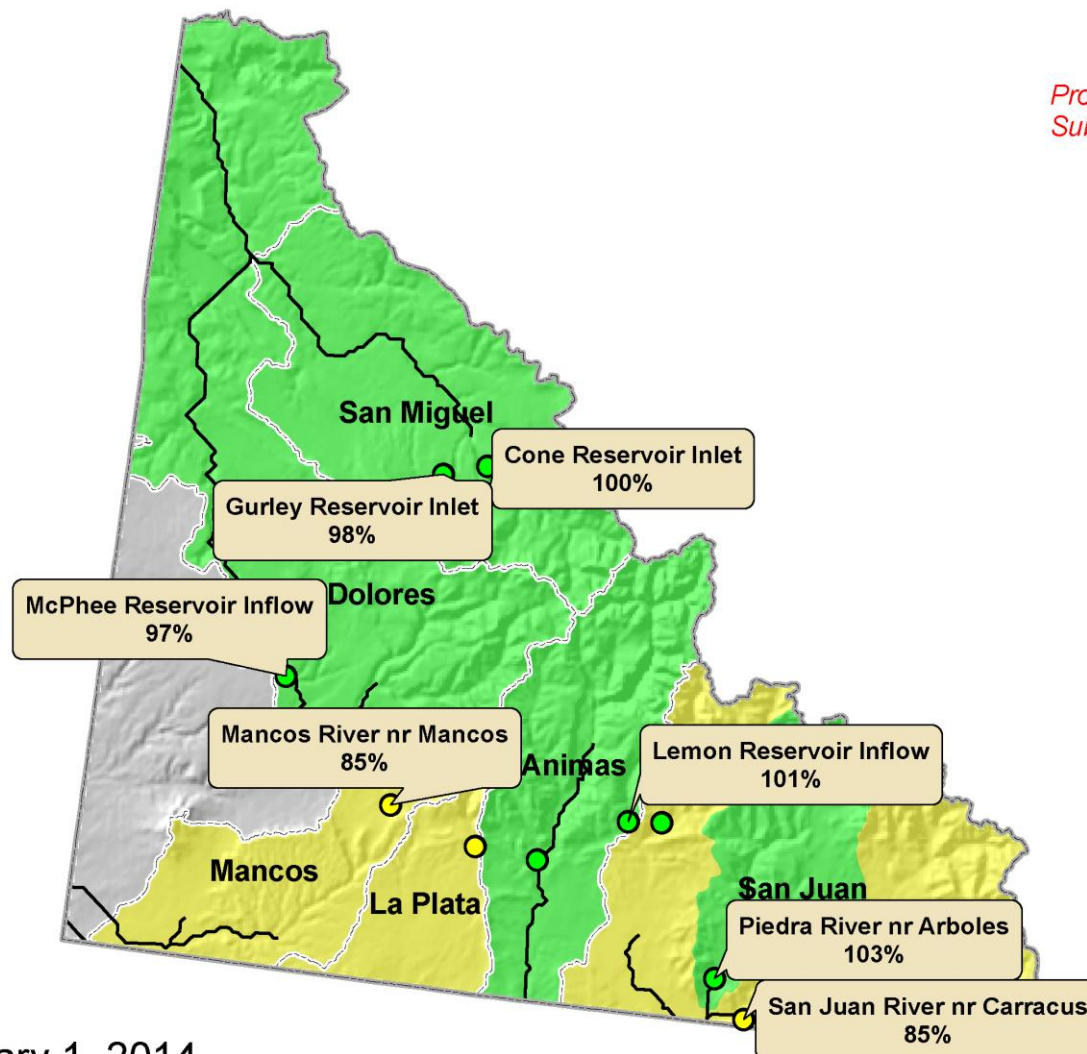 Pro
Sub
San Miguel
Cone Reservoir Inlet
100%
Gurley Reservoir Inlet
98%
Dolores
McPhee Reservoir Inflow
97%
Mancos River nr Mancos
85%
Animas
Lemon Reservoir Inflow
101%
Mancos
La Plata
San Juan
Piedra River nr Arboles
103%
San Juan River nr Carracus
85%
ary 1, 2014